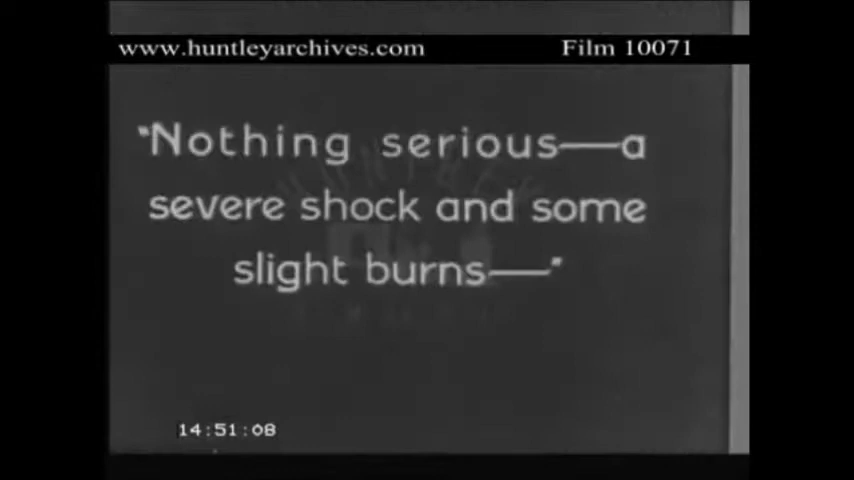 www.huntleyarchives.com Film 10071
"Nothing serious—a
severe shock and some
slight burns—"
14:51:08